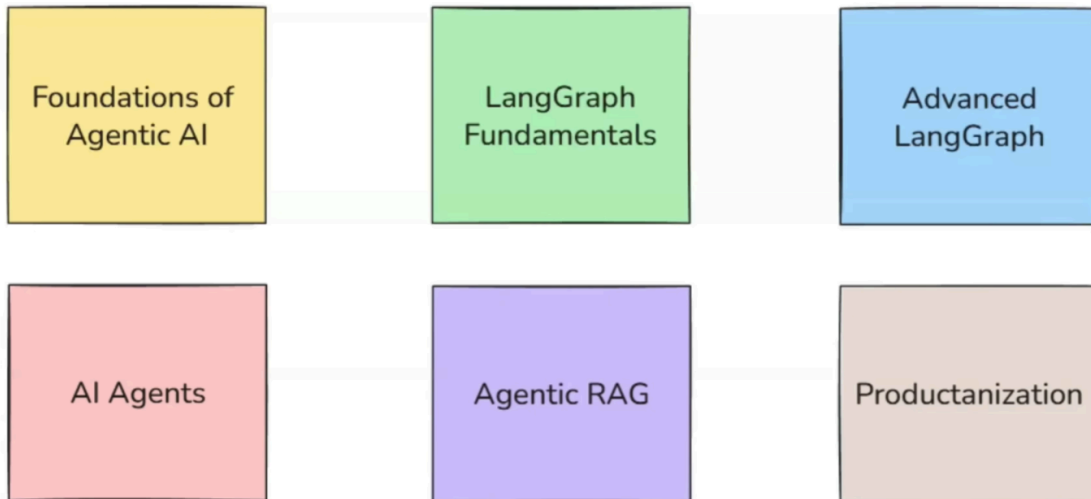 Foundations of
Agentic AI
LangGraph
Fundamentals
Advanced
LangGraph
AI Agents
Agentic RAG
Productanization